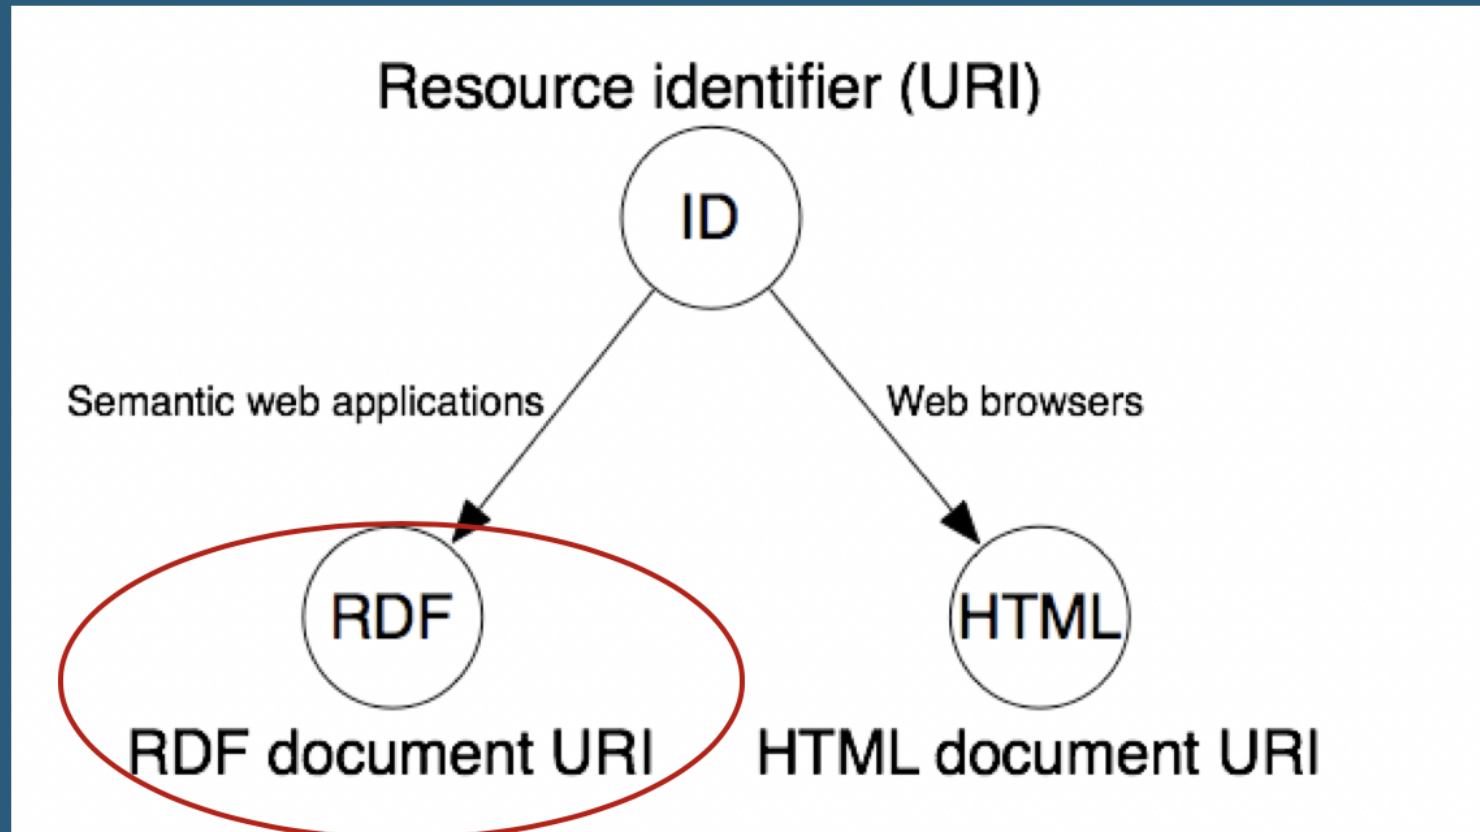 Resource identifier (URI)
ID
Semantic web applications
Web browsers
RDF
HTML
RDF document URI
HTML document URI